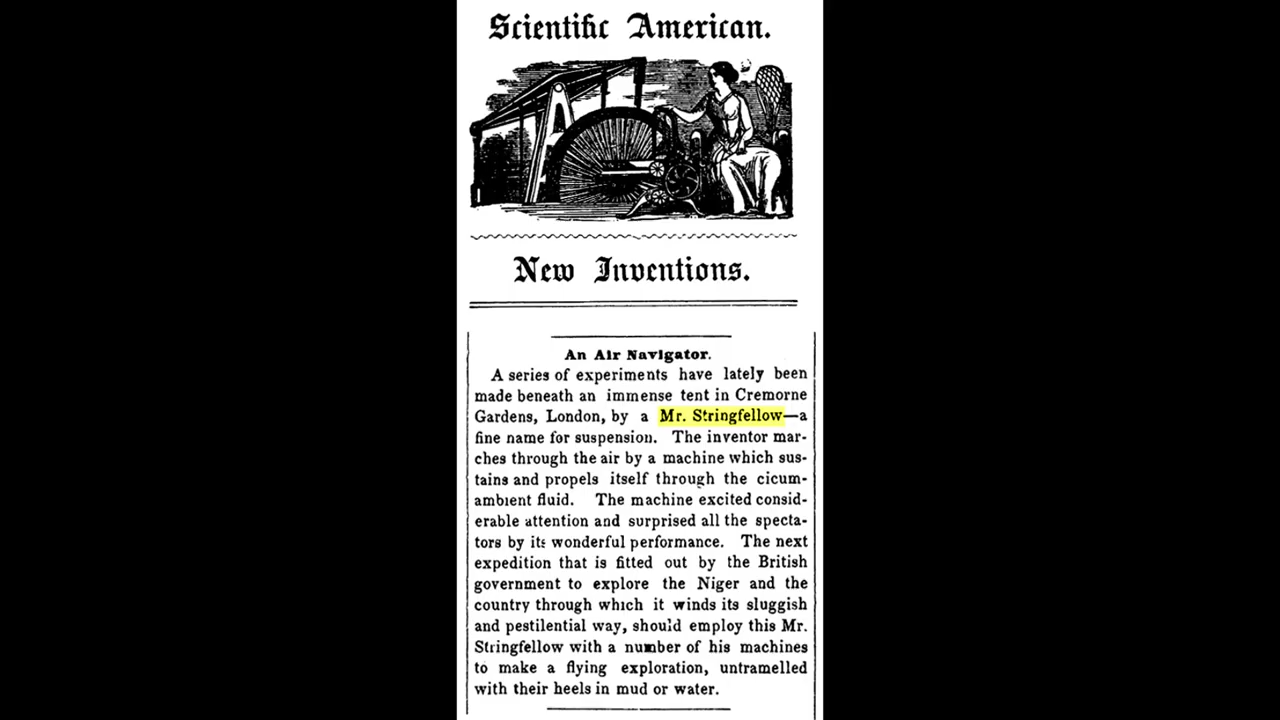 Scientific American.
New Inventions.
An Air Navigator.
A series of experiments have lately been
made beneath an immense tent in Cremorne
Gardens, London, by a Mr. Stringfellow—a
fine name for suspension. The inventor mar-
ches through the air by a machine which sus-
tains and propels itself through the cicum-
ambient fluid. The machine excited consid-
erable attention and surprised all the specta-
tors by its wonderful performance. The next
expedition that is fitted out by the British
government to explore the Niger and the
country through which it winds its sluggish
and pestilential way, should employ this Mr.
Stringfellow with a number of his machines
to make a flying exploration, untramelled
with their heels in mud or water.